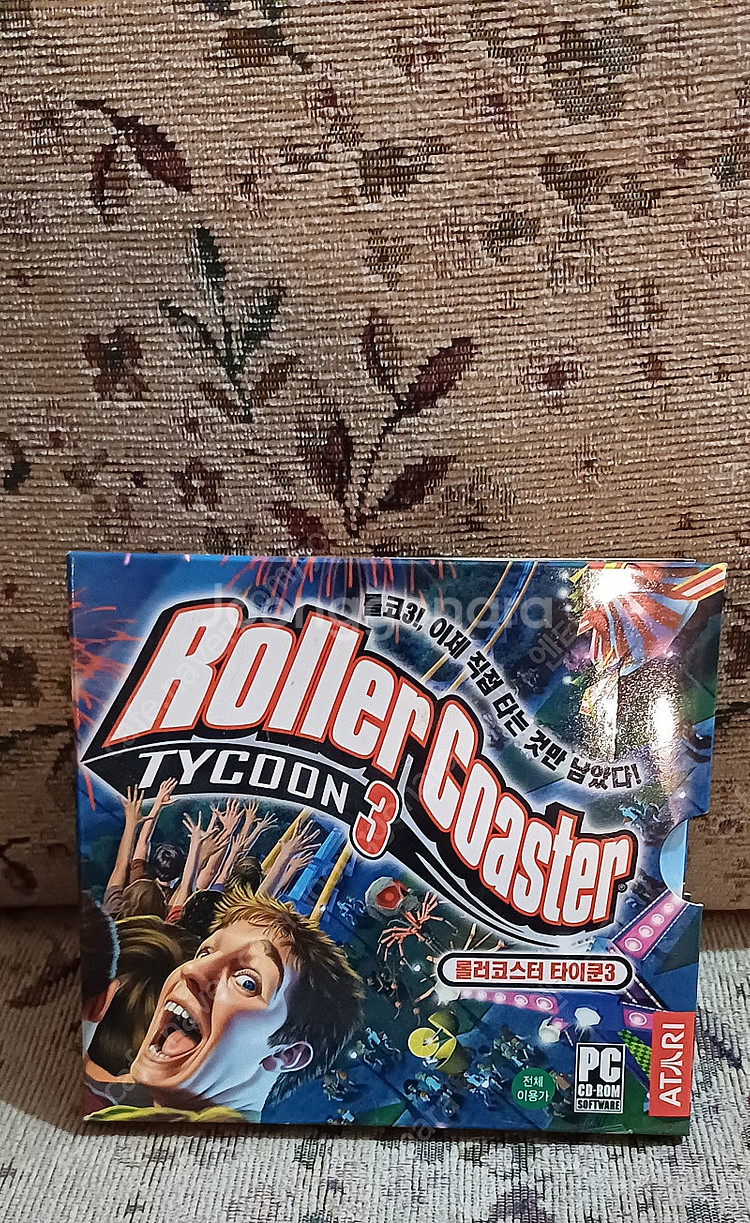 Joonggonara
롤코3!, 이제 직접 타는 것만 남았다!
RollerCoaster®
TYCOON 3
롤러코스터 타이쿤3
전체
이용가
PC
CD-ROM
SOFTWARE
ATARI